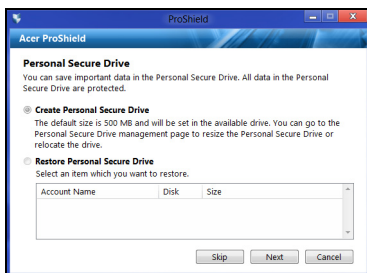 ProShield
Acer ProShield
Personal Secure Drive
You can save important data in the Personal Secure Drive. All data in the Personal
Secure Drive are protected.
Create Personal Secure Drive
The default size is 500 MB and will be set in the available drive. You can go to the
Personal Secure Drive management page to resize the Personal Secure Drive or
relocate the drive.
Restore Personal Secure Drive
Select an item which you want to restore.
Account Name Disk Size
Skip Next Cancel